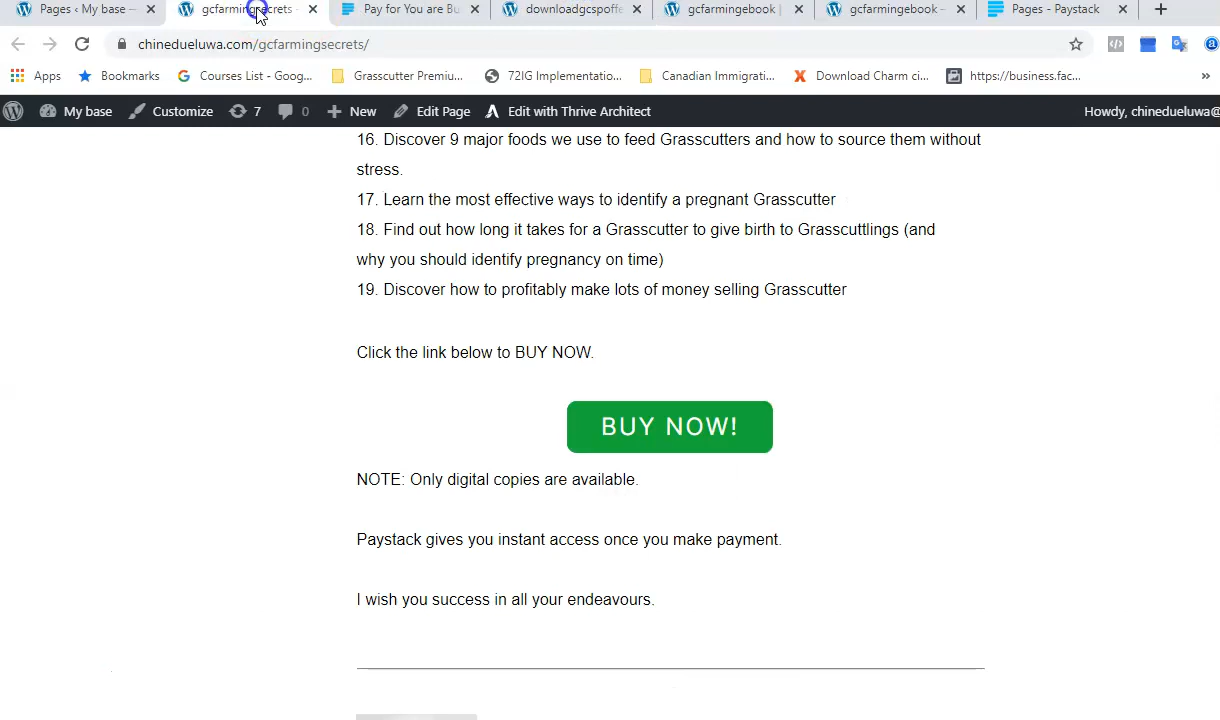 Pages ‹ My base —
gcfarmingsecrets -
Pay for You are Bu
downloadgcspoffe
gcfarmingebook |
gcfarmingebook –
Pages - Paystack
chinedueluwa.com/gcfarmingsecrets/
Apps
Bookmarks
Courses List - Goog...
Grasscutter Premiu...
72IG Implementatio...
Canadian Immigrati...
Download Charm ci...
https://business.fac...
»
My base
Customize
7
0
New
Edit Page
Edit with Thrive Architect
Howdy, chinedueluwa@
16. Discover 9 major foods we use to feed Grasscutters and how to source them without
stress.
17. Learn the most effective ways to identify a pregnant Grasscutter
18. Find out how long it takes for a Grasscutter to give birth to Grasscuttlings (and
why you should identify pregnancy on time)
19. Discover how to profitably make lots of money selling Grasscutter
Click the link below to BUY NOW.
BUY NOW!
NOTE: Only digital copies are available.
Paystack gives you instant access once you make payment.
I wish you success in all your endeavours.